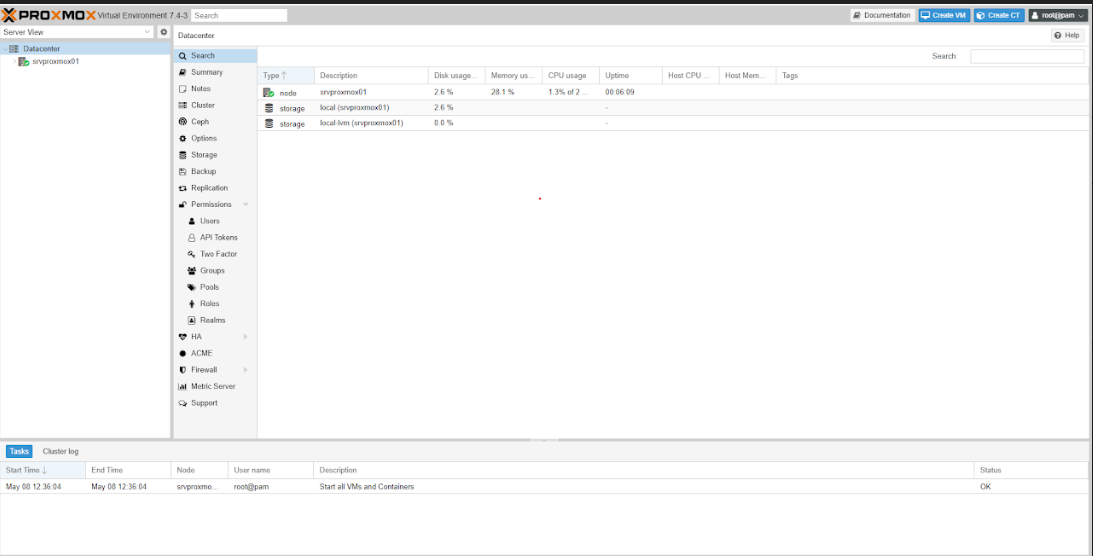 PROXMOX Virtual Environment 7.4-3 Search Documentation Create VM Create CT root@pam
Server View
Datacenter
srvproxmox01
Datacenter Help
Search
Summary
Notes
Cluster
Ceph
Options
Storage
Backup
Replication
Permissions
Users
API Tokens
Two Factor
Groups
Pools
Roles
Realms
HA
ACME
Firewall
Metric Server
Support
Search:
Type Description Disk usage... Memory us... CPU usage Uptime Host CPU ... Host Mem... Tags
node srvproxmox01 2.6 % 28.1 % 1.3% of 2 ... 00:06:09
storage local (srvproxmox01) 2.6 % -
storage local-lvm (srvproxmox01) 0.0 % -
Tasks Cluster log
Start Time End Time Node User name Description Status
May 08 12:36:04 May 08 12:36:04 srvproxmo... root@pam Start all VMs and Containers OK